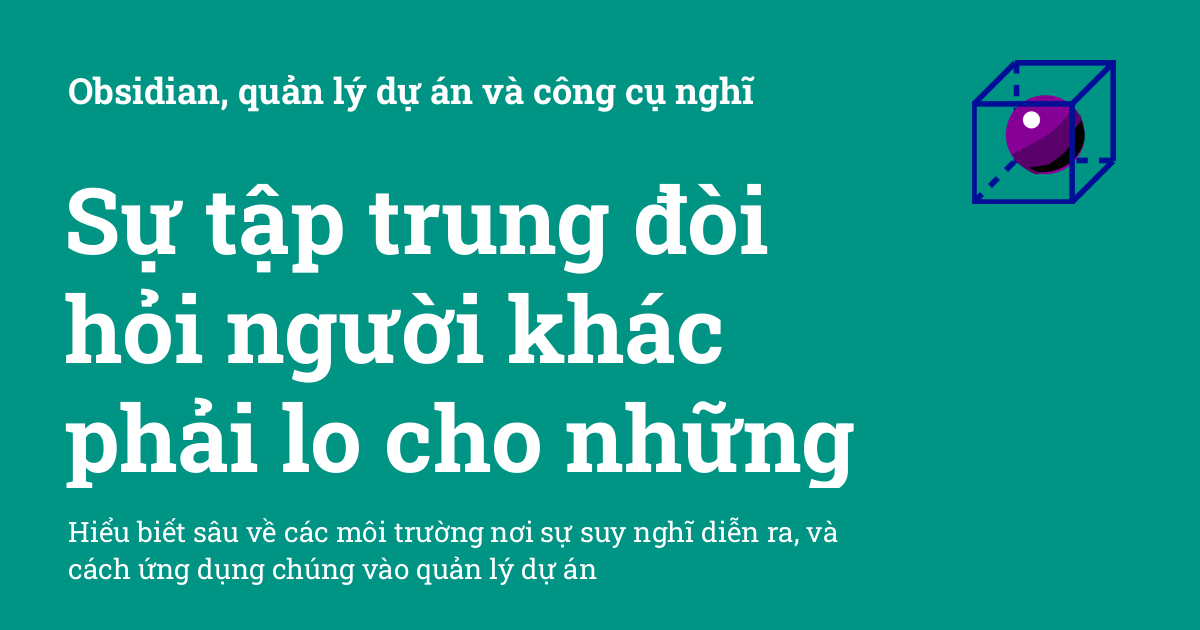 Obsidian, quản lý dự án và công cụ nghĩ
Sự tập trung đòi
hỏi người khác
phải lo cho những
Hiểu biết sâu về các môi trường nơi sự suy nghĩ diễn ra, và
cách ứng dụng chúng vào quản lý dự án